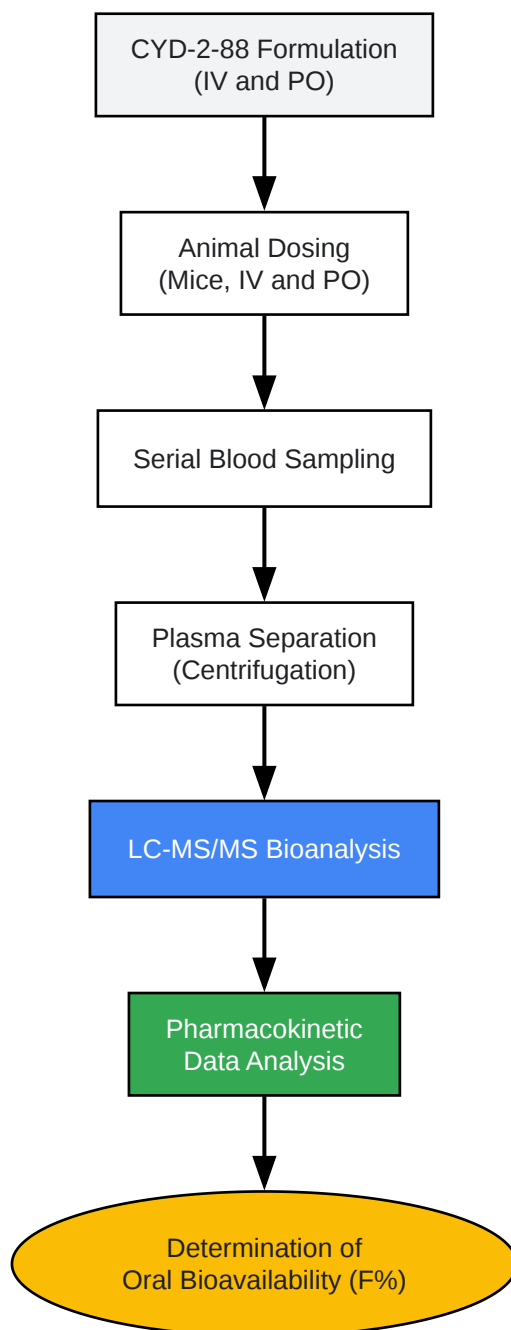 CYD-2-88 Formulation
(IV and PO)
Animal Dosing
(Mice, IV and PO)
Serial Blood Sampling
Plasma Separation
(Centrifugation)
LC-MS/MS Bioanalysis
Pharmacokinetic
Data Analysis
Determination of
Oral Bioavailability (F%)